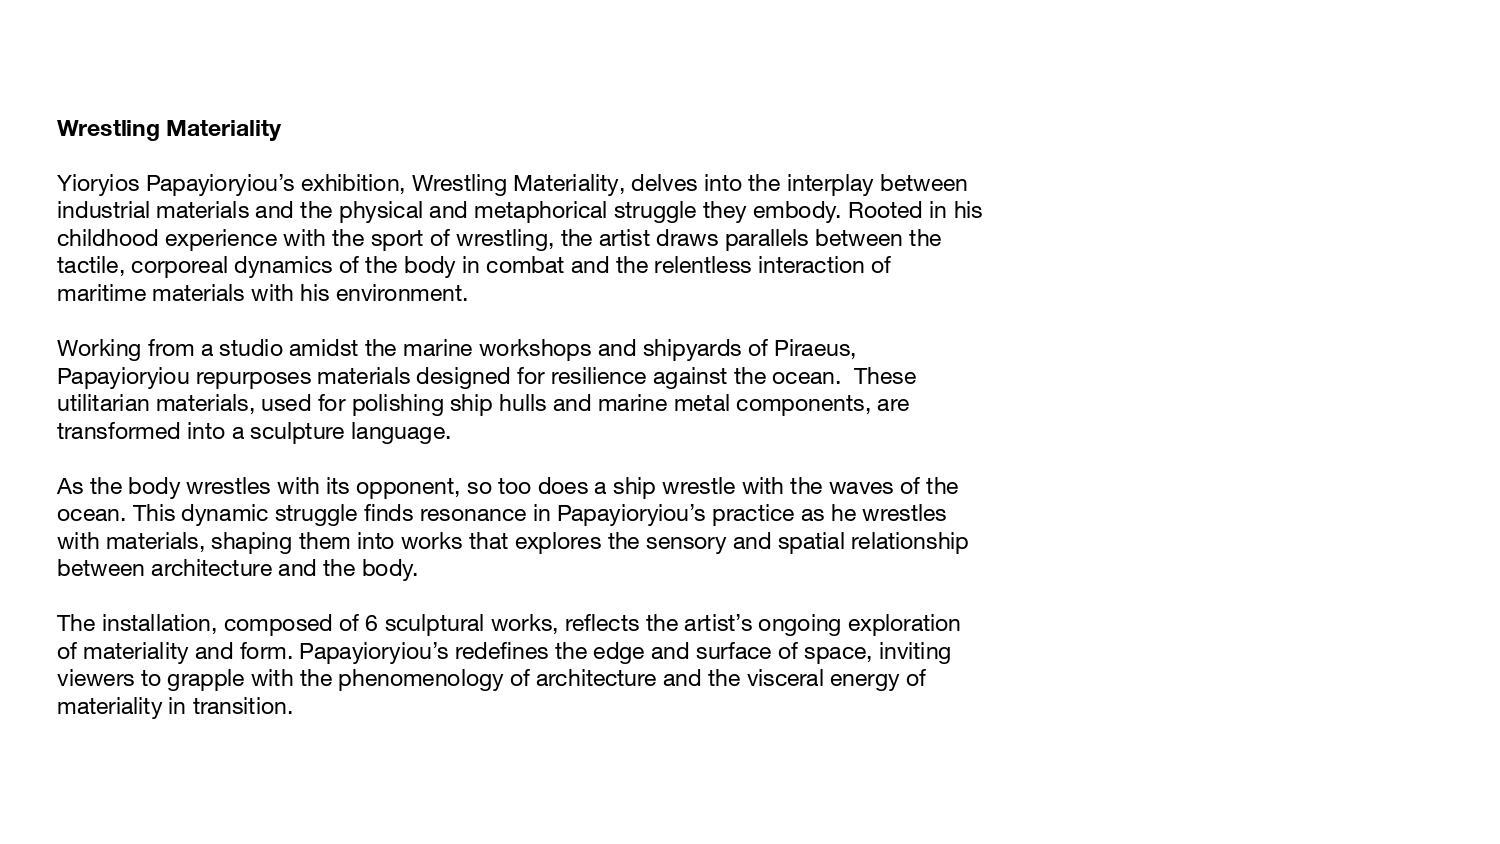 Wrestling Materiality
Yioryios Papayioryiou’s exhibition, Wrestling Materiality, delves into the interplay between
industrial materials and the physical and metaphorical struggle they embody. Rooted in his
childhood experience with the sport of wrestling, the artist draws parallels between the
tactile, corporeal dynamics of the body in combat and the relentless interaction of
maritime materials with his environment.
Working from a studio amidst the marine workshops and shipyards of Piraeus,
Papayioryiou repurposes materials designed for resilience against the ocean.  These
utilitarian materials, used for polishing ship hulls and marine metal components, are
transformed into a sculpture language.
As the body wrestles with its opponent, so too does a ship wrestle with the waves of the
ocean. This dynamic struggle finds resonance in Papayioryiou’s practice as he wrestles
with materials, shaping them into works that explores the sensory and spatial relationship
between architecture and the body.
The installation, composed of 6 sculptural works, reflects the artist’s ongoing exploration
of materiality and form. Papayioryiou’s redefines the edge and surface of space, inviting
viewers to grapple with the phenomenology of architecture and the visceral energy of
materiality in transition.